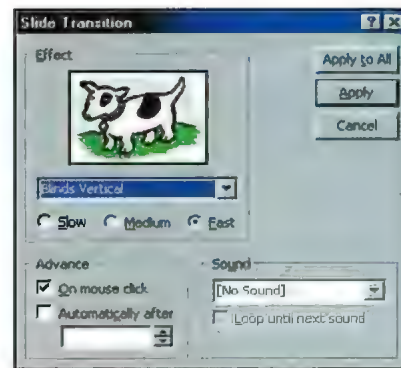 Slide Transition
Effect
Apply to All
Apply
Cancel
Blinds Vertical
Slow Medium Fast
Advance
On mouse click
Automatically after
Sound
[No Sound]
Loop until next sound